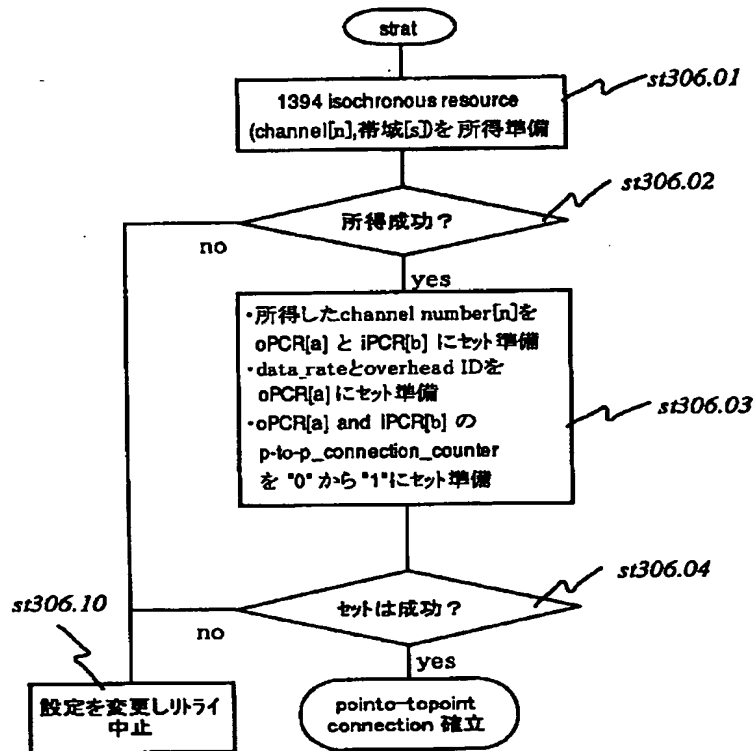 strat
st306.01
1394 isochronous resource
(channel[n],帯城[s])を所得準備
st306.02
所得成功？
no
yes
・所得したchannel number[n]を
oPCR[a] と iPCR[b] にセット準備
・data_rateとoverhead IDを
oPCR[a]にセット準備
・oPCR[a] and iPCR[b] の
p-to-p_connection_counter
を "0" から "1"にセット準備
st306.03
st306.04
セットは成功？
st306.10
no
yes
設定を変更しリトライ
中止
pointo-topoint
connection 確立